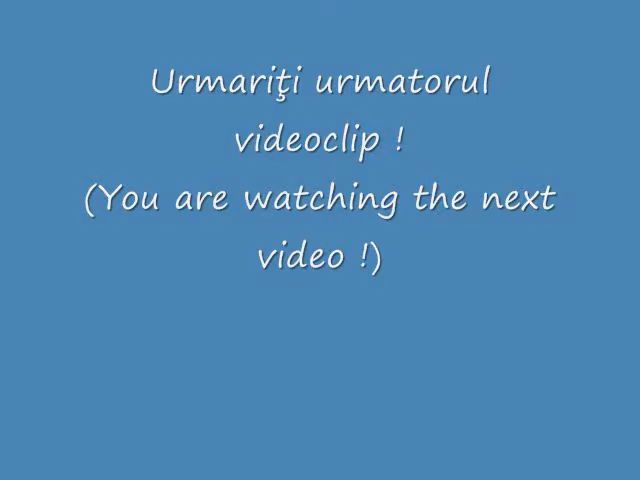 Urmariţi urmatorul
videoclip !
(You are watching the next
video !)